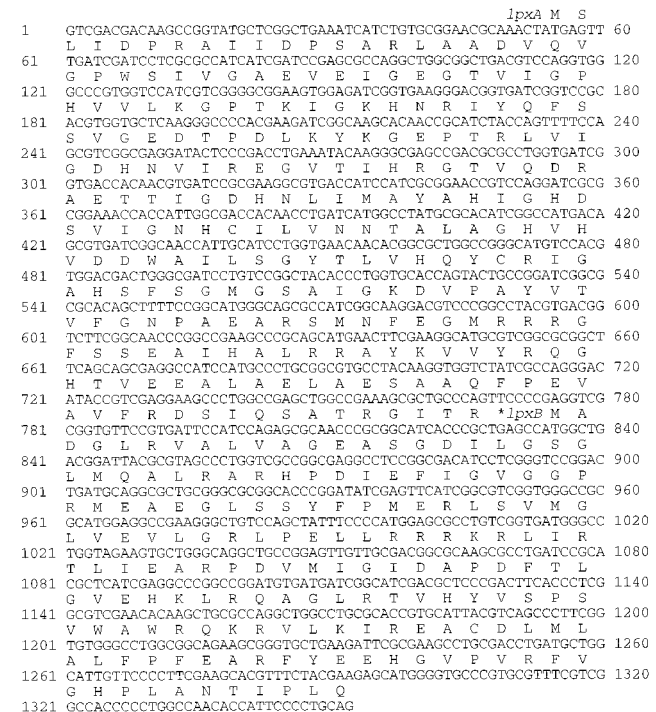 lpxA M S
1 GTCGACGACAAGCCGGTATGCTCGGCTGAAATCATCTGTGCGGAACGCAAACTATGAGTT 60
L I D P R A I I D P S A R L A A D V Q V
61 TGATCGATCCTCGCGCCATCATCGATCCGAGCGCCAGGCTGGCGGCTGACGTCCAGGTGG 120
G P W S I V G A E V E I G E G T V I G P
121 GCCCGTGGTCCATCGTCGGGGCGGAAGTGGAGATCGGTGAAGGGACGGTGATCGGTCCGC 180
H V V L K G P T K I G K H N R I Y Q F S
181 ACGTGGTGCTCAAGGGCCCCACGAAGATCGGCAAGCACAACCGCATCTACCAGTTTTCCA 240
S V G E D T P D L K Y K G E P T R L V I
241 GCGTCGGCGAGGATACTCCCGACCTGAAATACAAGGGCGAGCCGACGCGCCTGGTGATCG 300
G D H N V I R E G V T I H R G T V Q D R
301 GTGACCACAACGTGATCCGCGAAGGCGTGACCATCCATCGCGGAACCGTCCAGGATCGCG 360
A E T T I G D H N L I M A Y A H I G H D
361 CGGAAACCACCATTGGCGACCACAACCTGATCATGGCCTATGCGCACATCGGCCATGACA 420
S V I G N H C I L V N N T A L A G H V H
421 GCGTGATCGGCAACCATTGCATCCTGGTGAACAACACGGCGCTGGCCGGGCATGTCCACG 480
V D D W A I L S G Y T L V H Q Y C R I G
481 TGGACGACTGGGCGATCCTGTCCGGCTACACCCTGGTGCACCAGTACTGCCGGATCGGCG 540
A H S F S G M G S A I G K D V P A Y V T
541 CGCACAGCTTTTCCGGCATGGGCAGCGCCATCGGCAAGGACGTCCCGGCCTACGTGACGG 600
V F G N P A E A R S M N F E G M R R R G
601 TCTTCGGCAACCCGGCCGAAGCCCGCAGCATGAACTTCGAAGGCATGCGTCGGCGCGGCT 660
F S S E A I H A L R R A Y K V V Y R Q G
661 TCAGCAGCGAGGCCATCCATGCCCTGCGGCGTGCCTACAAGGTGGTCTATCGCCAGGGAC 720
H T V E E A L A E L A E S A A Q F P E V
721 ATACCGTCGAGGAAGCCCTGGCCGAGCTGGCCGAAAGCGCTGCCCAGTTCCCCGAGGTCG 780
A V F R D S I Q S A T R G I T R *lpxB M A
781 CGGTGTTCCGTGATTCCATCCAGAGCGCAACCCGCGGCATCACCCGCTGAGCCATGGCTG 840
D G L R V A L V A G E A S G D I L G S G
841 ACGGATTACGCGTAGCCCTGGTCGCCGGCGAGGCCTCCGGCGACATCCTCGGGTCCGGAC 900
L M Q A L R A R H P D I E F I G V G G P
901 TGATGCAGGCGCTGCGGGCGCGGCACCCGGATATCGAGTTCATCGGCGTCGGTGGGCCGC 960
R M E A E G L S S Y F P M E R L S V M G
961 GCATGGAGGCCGAAGGGCTGTCCAGCTATTTCCCCATGGAGCGCCTGTCGGTGATGGGCC 1020
L V E V L G R L P E L L R R R K R L I R
1021 TGGTAGAAGTGCTGGGCAGGCTGCCGGAGTTGTTGCGACGGCGCAAGCGCCTGATCCGCA 1080
T L I E A R P D V M I G I D A P D F T L
1081 CGCTCATCGAGGCCCGGCCGGATGTGATGATCGGCATCGACGCTCCCGACTTCACCCTCG 1140
G V E H K L R Q A G L R T V H Y V S P S
1141 GCGTCGAACACAAGCTGCGCCAGGCTGGCCTGCGCACCGTGCATTACGTCAGCCCTTCGG 1200
V W A W R Q K R V L K I R E A C D L M L
1201 TGTGGGCCTGGCGGCAGAAGCGGGTGCTGAAGATTCGCGAAGCCTGCGACCTGATGCTGG 1260
A L F P F E A R F Y E E H G V P V R F V
1261 CATTGTTCCCCTTCGAAGCACGTTTCTACGAAGAGCATGGGGTGCCCGTGCGTTTCGTCG 1320
G H P L A N T I P L Q
1321 GCCACCCCCTGGCCAACACCATTCCCCTGCAG